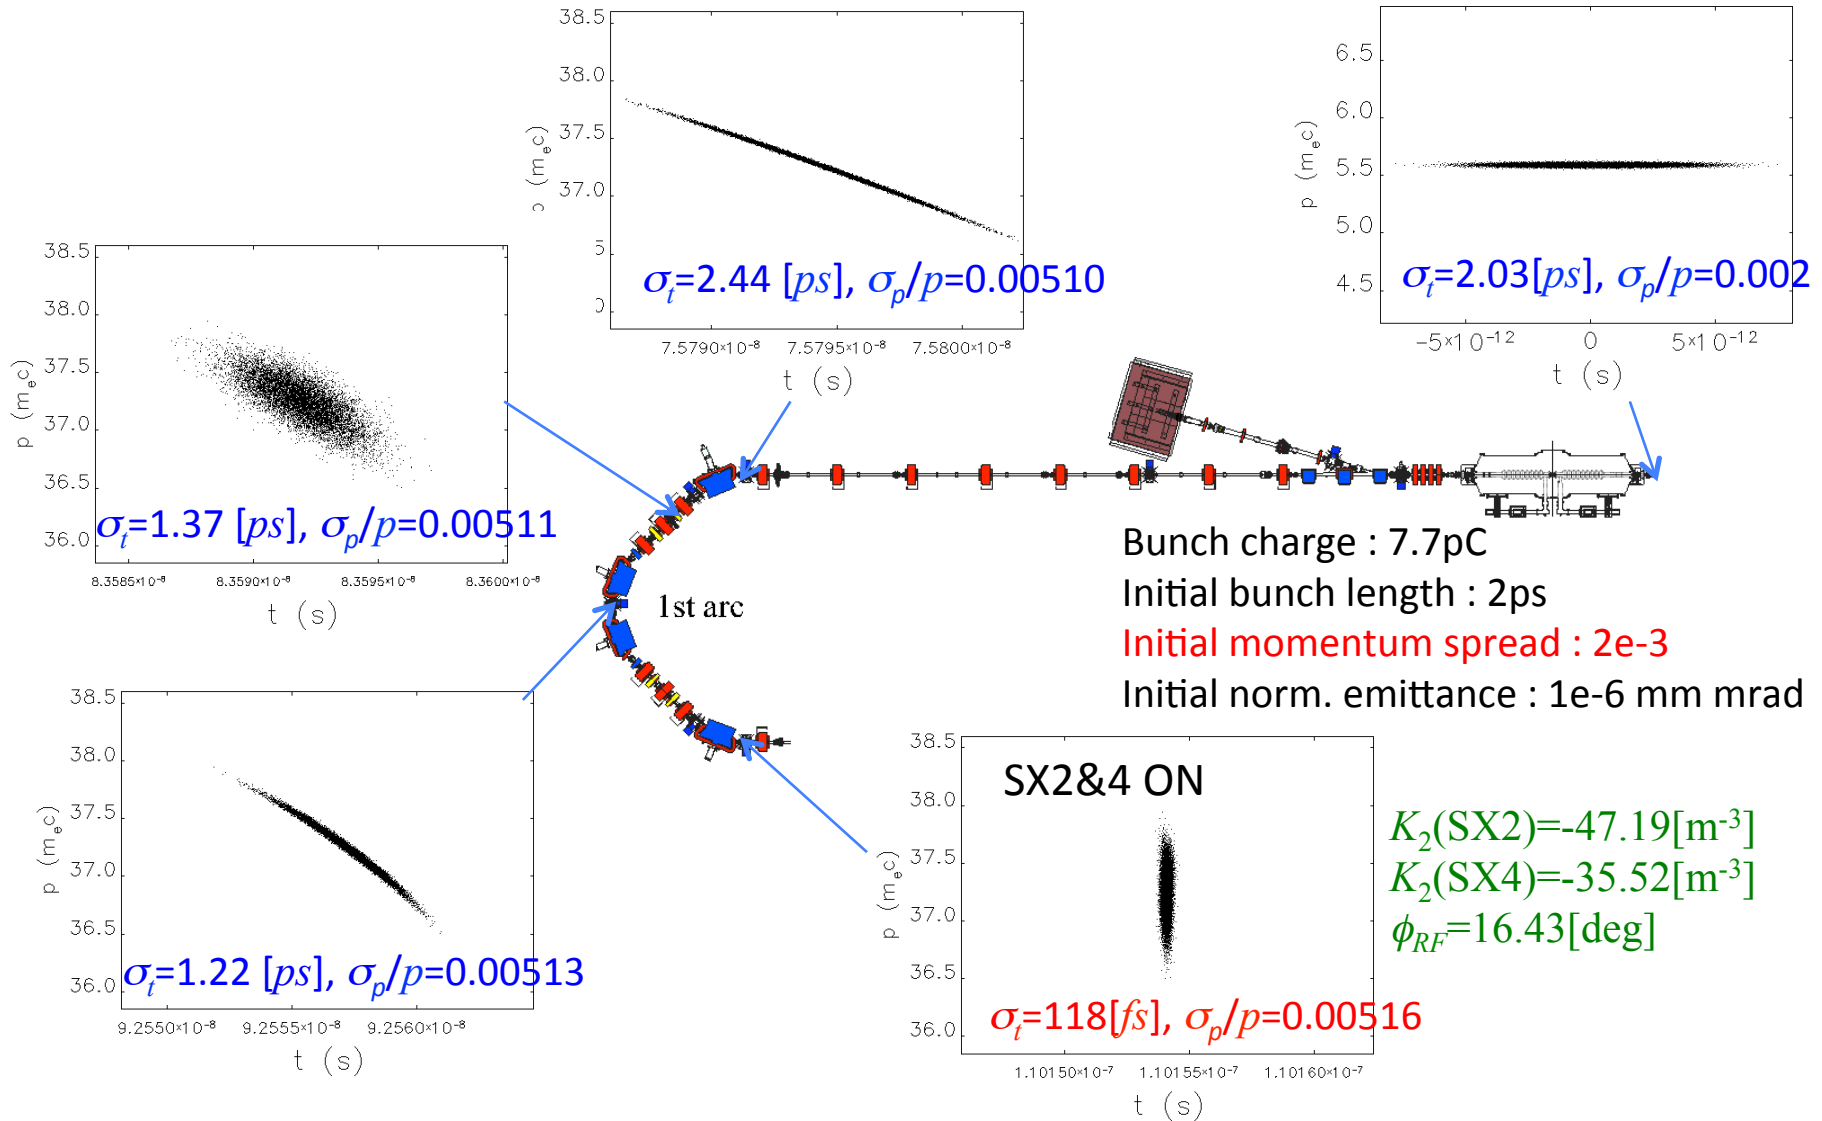 38.5
38.0
37.5
37.0
5
0
p (mₑc)
σₜ=2.44 [ps], σₚ/p=0.00510
7.5790×10⁻⁸ 7.5795×10⁻⁸ 7.5800×10⁻⁸
t (s)
6.5
6.0
5.5
5.0
4.5
p (mₑc)
σₜ=2.03[ps], σₚ/p=0.002
−5×10⁻¹² 0 5×10⁻¹²
t (s)
38.5
38.0
37.5
37.0
36.5
36.0
p (mₑc)
σₜ=1.37 [ps], σₚ/p=0.00511
8.3585×10⁻⁸ 8.3590×10⁻⁸ 8.3595×10⁻⁸ 8.3600×10⁻⁸
t (s)
1st arc
Bunch charge : 7.7pC
Initial bunch length : 2ps
Initial momentum spread : 2e-3
Initial norm. emittance : 1e-6 mm mrad
38.5
38.0
37.5
37.0
36.5
36.0
p (mₑc)
σₜ=1.22 [ps], σₚ/p=0.00513
9.2550×10⁻⁸ 9.2555×10⁻⁸ 9.2560×10⁻⁸
t (s)
38.5
38.0
37.5
37.0
36.5
36.0
p (mₑc)
SX2&4 ON
σₜ=118[fs], σₚ/p=0.00516
1.10150×10⁻⁷ 1.10155×10⁻⁷ 1.10160×10⁻⁷
t (s)
K₂(SX2)=-47.19[m⁻³]
K₂(SX4)=-35.52[m⁻³]
ϕ_RF=16.43[deg]